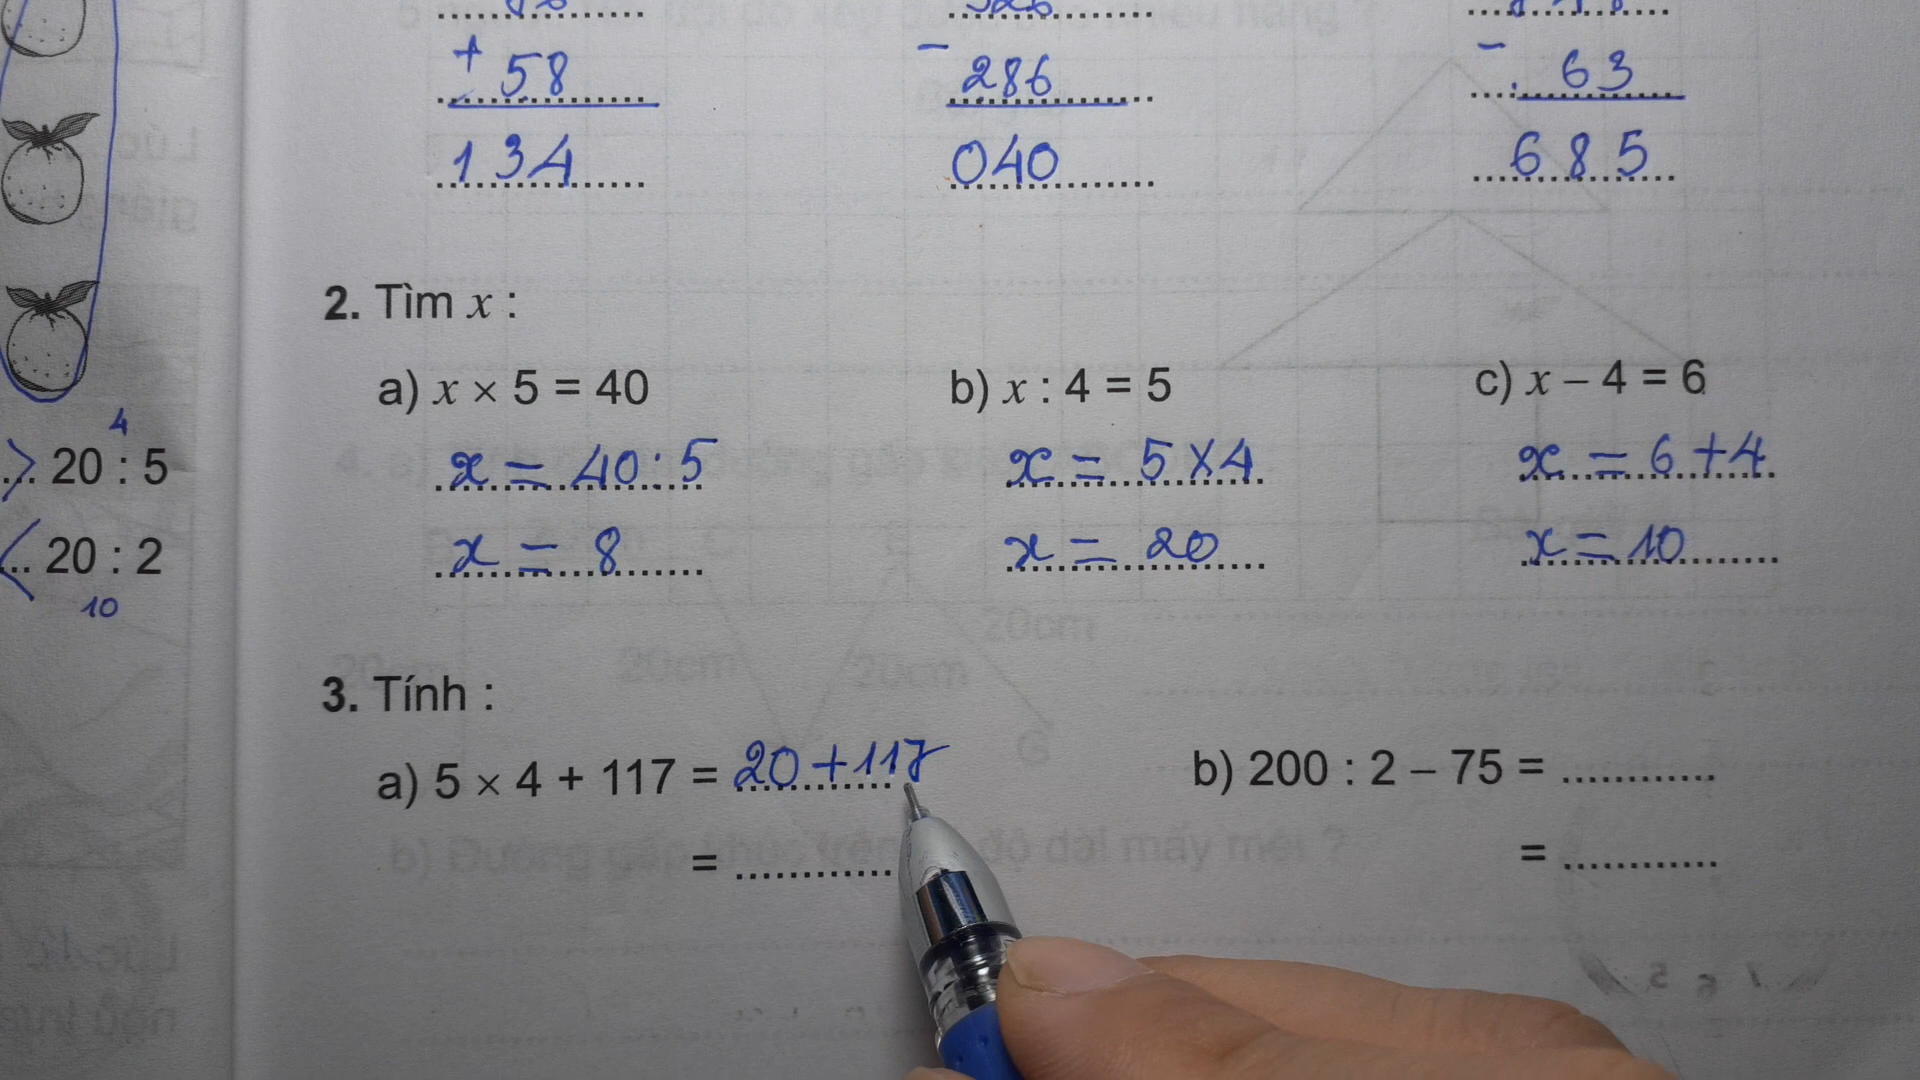 + 58 - 286 - 63
134 040 685
2. Tìm x :
a) x × 5 = 40 b) x : 4 = 5 c) x – 4 = 6
x = 40 : 5 x = 5 × 4 x = 6 + 4
x = 8 x = 20 x = 10
4
> 20 : 5
< 20 : 2
10
3. Tính :
a) 5 × 4 + 117 = 20 + 117 b) 200 : 2 – 75 = ............
= ............ = ............